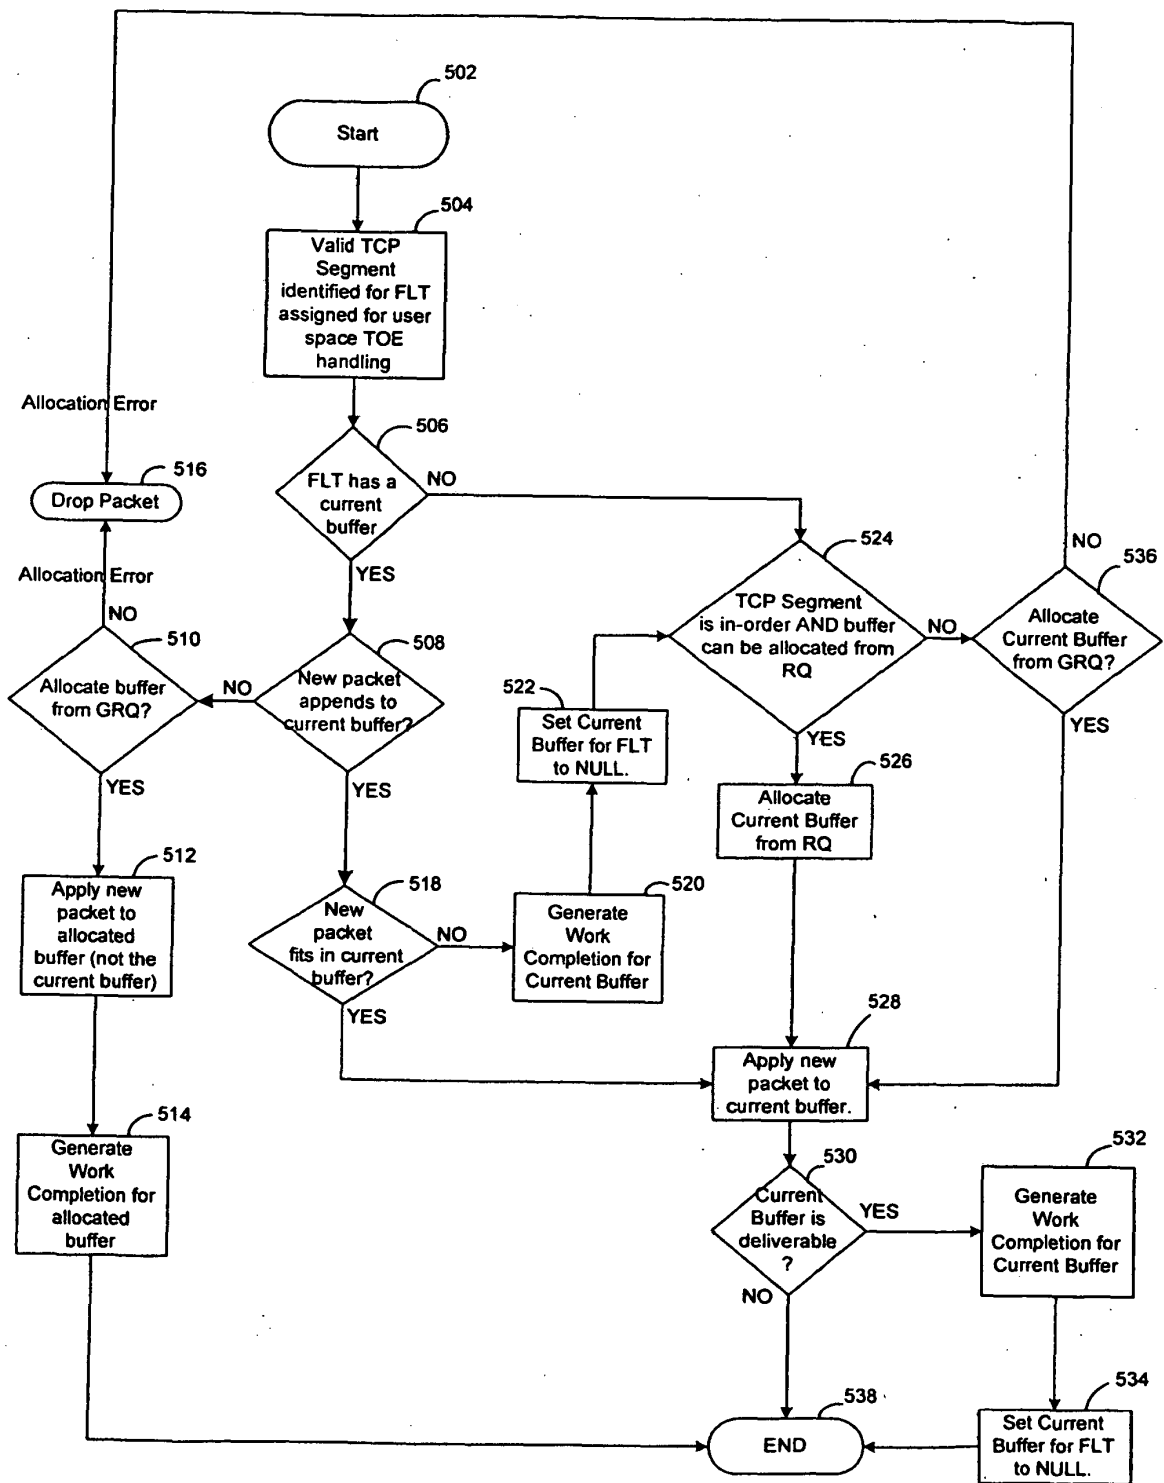 502
Start
504
Valid TCP
Segment
identified for FLT
assigned for user
space TOE
handling
Allocation Error
506
FLT has a
current
buffer
NO
YES
516
Drop Packet
Allocation Error
NO
510
Allocate buffer
from GRQ?
YES
NO
508
New packet
appends to
current buffer?
YES
524
TCP Segment
is in-order AND buffer
can be allocated from
RQ
NO
YES
NO
536
Allocate
Current Buffer
from GRQ?
YES
522
Set Current
Buffer for FLT
to NULL.
526
Allocate
Current Buffer
from RQ
512
Apply new
packet to
allocated
buffer (not the
current buffer)
518
New
packet
fits in current
buffer?
NO
YES
520
Generate
Work
Completion for
Current Buffer
528
Apply new
packet to
current buffer.
514
Generate
Work
Completion for
allocated
buffer
530
Current
Buffer is
deliverable
?
YES
NO
532
Generate
Work
Completion for
Current Buffer
534
Set Current
Buffer for FLT
to NULL.
538
END